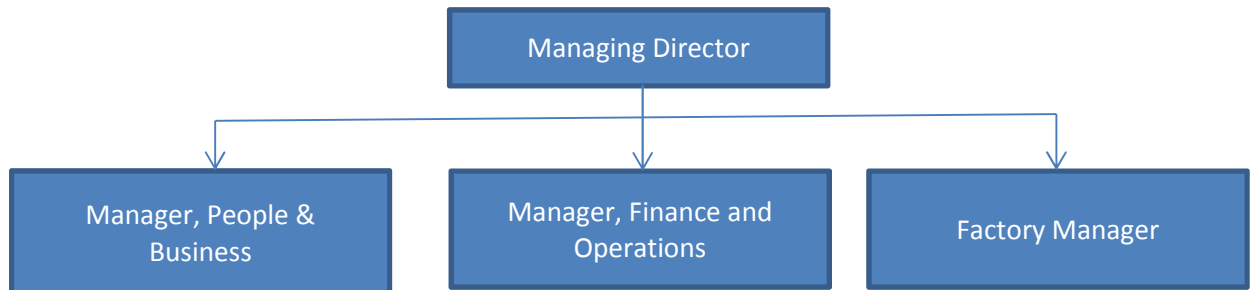 Managing Director
Manager, People &
Business
Manager, Finance and
Operations
Factory Manager